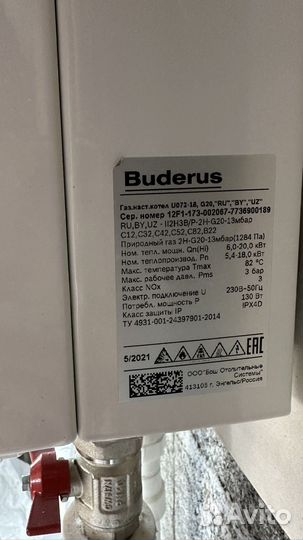 Buderus
Газ.наст.котел U072-18, G20,"RU","BY","UZ"
Сер. номер 12F1-173-002067-7736900189
RU,BY,UZ - II2H3B/P-2H-G20-13мбар
C12,C32,C42,C52,C82,B22
Природный газ 2H-G20-13мбар(1284 Па)
Ном. тепл. мощн. Qn(Hi) 6,0-20,0 кВт
Ном. теплопроизвод. Pn 5,4-18,0 кВт
Макс. температура Tmax 82 °C
Макс. рабочее давл. Pms 3 бар
Класс NOx 3
Электр. подключение U 230В~50Гц
Потребл. мощность P 130 Вт
Класс защиты IP IPX4D
ТУ 4931-001-24397901-2014
5/2021
EAC
ООО"Бош Отопительные
Системы"
413105 г. Энгельс/Россия
Avito